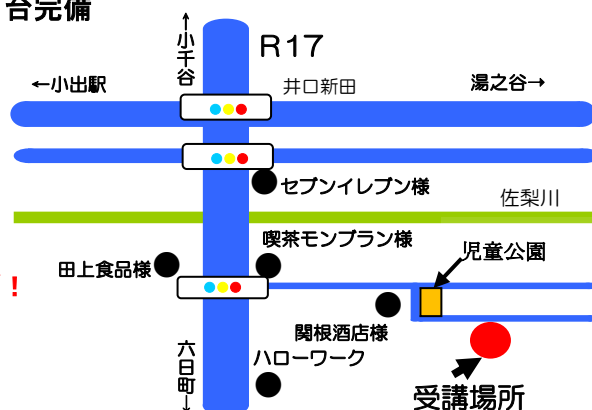 台完備
←小千谷
R17
←小出駅
井口新田
湯之谷→
セブンイレブン様
佐梨川
喫茶モンブラン様
児童公園
田上食品様
！
関根酒店様
六日町→
ハローワーク
受講場所